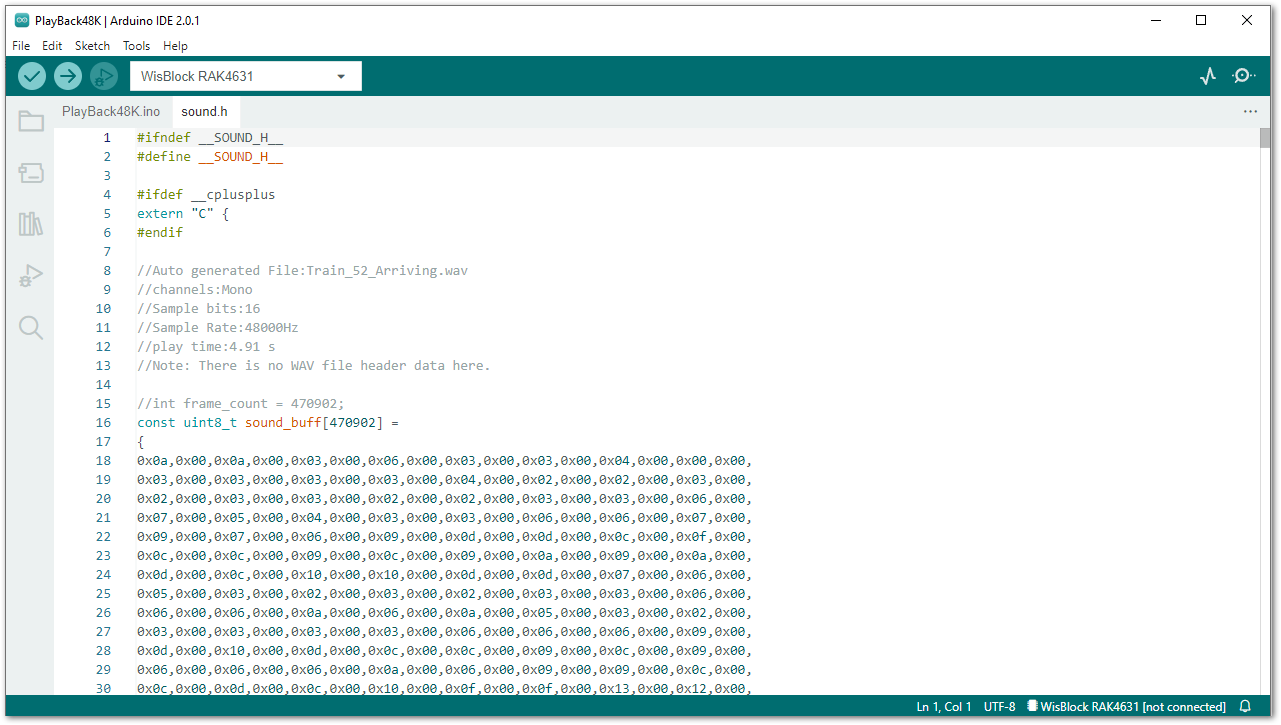 PlayBack48K | Arduino IDE 2.0.1
File Edit Sketch Tools Help
WisBlock RAK4631
PlayBack48K.ino sound.h
1 #ifndef __SOUND_H__
2 #define __SOUND_H__
3
4 #ifdef __cplusplus
5 extern "C" {
6 #endif
7
8 //Auto generated File:Train_52_Arriving.wav
9 //channels:Mono
10 //Sample bits:16
11 //Sample Rate:48000Hz
12 //play time:4.91 s
13 //Note: There is no WAV file header data here.
14
15 //int frame_count = 470902;
16 const uint8_t sound_buff[470902] =
17 {
18 0x0a,0x00,0x0a,0x00,0x03,0x00,0x06,0x00,0x03,0x00,0x03,0x00,0x04,0x00,0x00,0x00,
19 0x03,0x00,0x03,0x00,0x03,0x00,0x03,0x00,0x04,0x00,0x02,0x00,0x02,0x00,0x03,0x00,
20 0x02,0x00,0x03,0x00,0x03,0x00,0x02,0x00,0x02,0x00,0x03,0x00,0x03,0x00,0x06,0x00,
21 0x07,0x00,0x05,0x00,0x04,0x00,0x03,0x00,0x03,0x00,0x06,0x00,0x06,0x00,0x07,0x00,
22 0x09,0x00,0x07,0x00,0x06,0x00,0x09,0x00,0x0d,0x00,0x0d,0x00,0x0c,0x00,0x0f,0x00,
23 0x0c,0x00,0x0c,0x00,0x09,0x00,0x0c,0x00,0x09,0x00,0x0a,0x00,0x09,0x00,0x0a,0x00,
24 0x0d,0x00,0x0c,0x00,0x10,0x00,0x10,0x00,0x0d,0x00,0x0d,0x00,0x07,0x00,0x06,0x00,
25 0x05,0x00,0x03,0x00,0x02,0x00,0x03,0x00,0x02,0x00,0x03,0x00,0x03,0x00,0x06,0x00,
26 0x06,0x00,0x06,0x00,0x0a,0x00,0x06,0x00,0x0a,0x00,0x05,0x00,0x03,0x00,0x02,0x00,
27 0x03,0x00,0x03,0x00,0x03,0x00,0x03,0x00,0x06,0x00,0x06,0x00,0x06,0x00,0x09,0x00,
28 0x0d,0x00,0x10,0x00,0x0d,0x00,0x0c,0x00,0x0c,0x00,0x09,0x00,0x0c,0x00,0x09,0x00,
29 0x06,0x00,0x06,0x00,0x06,0x00,0x0a,0x00,0x06,0x00,0x09,0x00,0x09,0x00,0x0c,0x00,
30 0x0c,0x00,0x0d,0x00,0x0c,0x00,0x10,0x00,0x0f,0x00,0x0f,0x00,0x13,0x00,0x12,0x00,
Ln 1, Col 1 UTF-8 WisBlock RAK4631 [not connected]